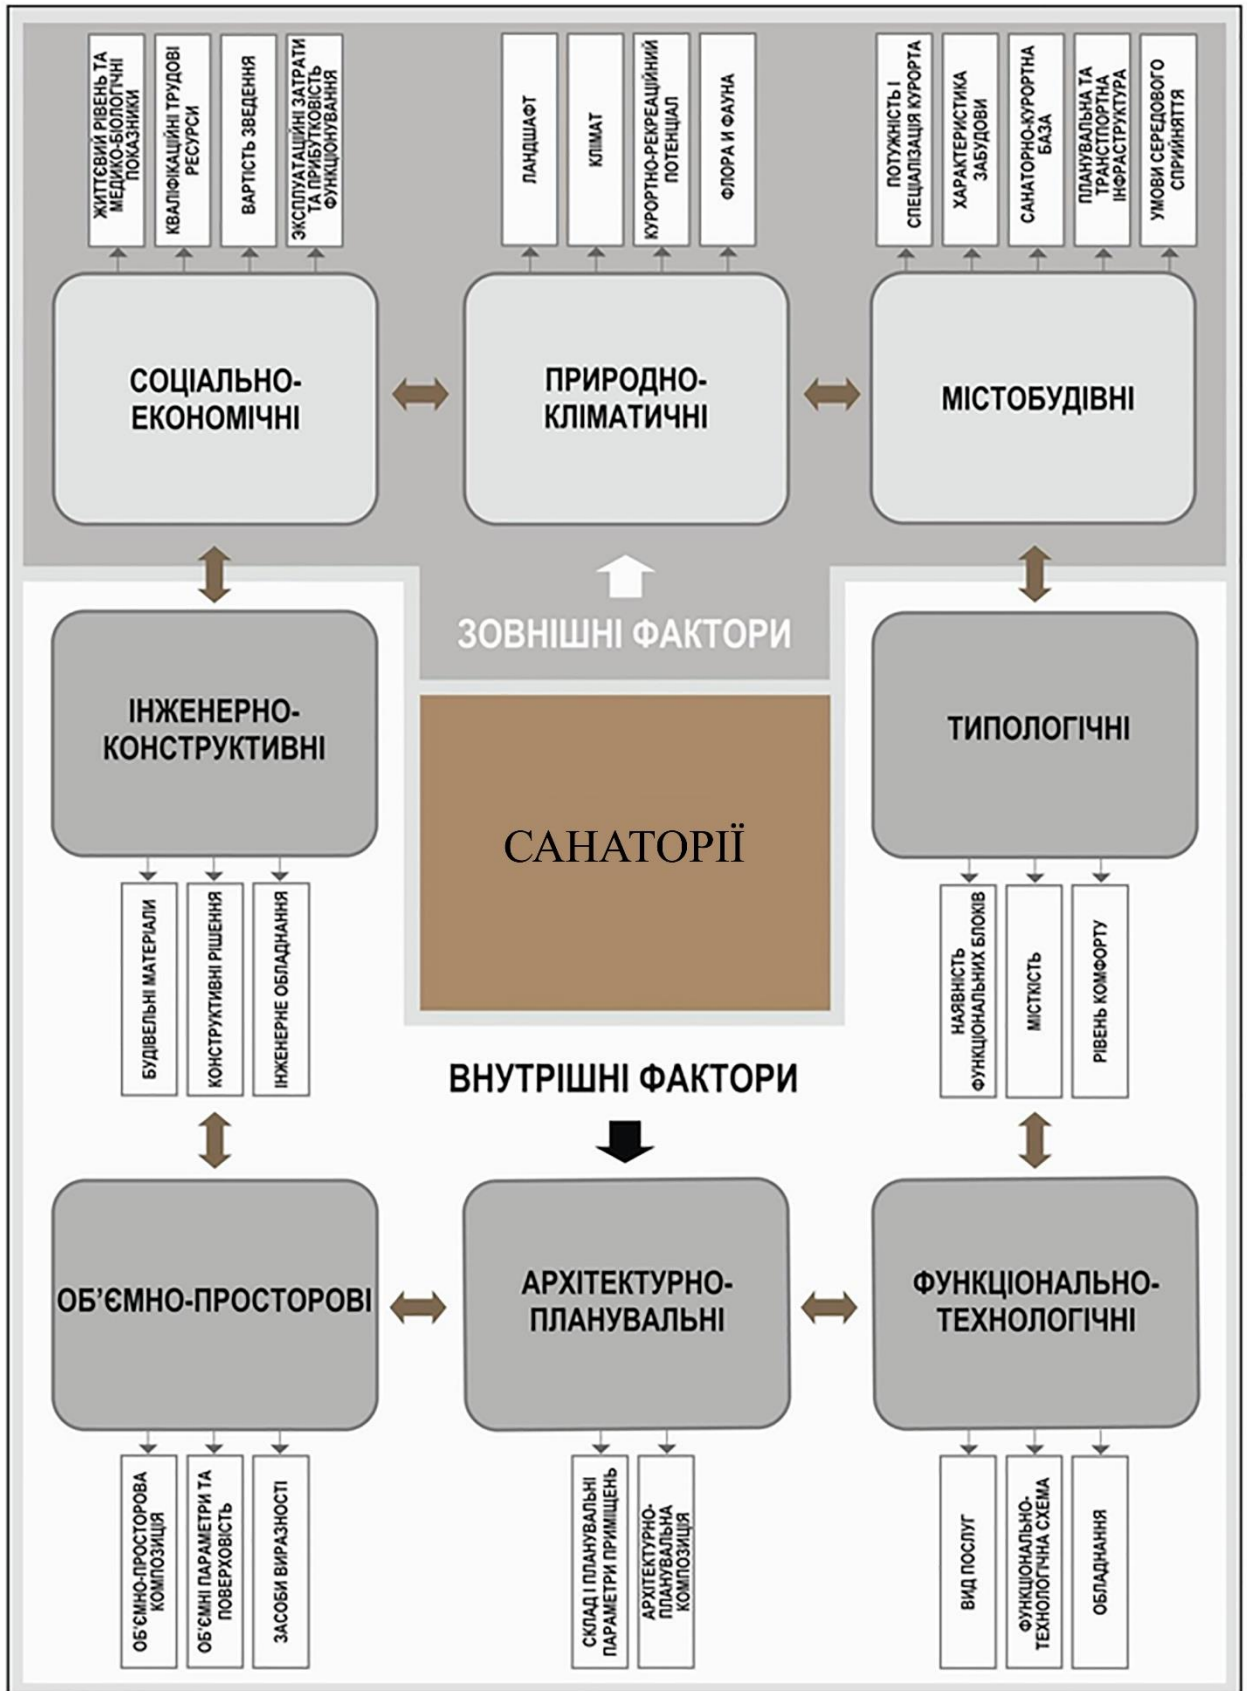 ЖИТТЄВИЙ РІВЕНЬ ТА
МЕДИКО-БІОЛОГІЧНІ
ПОКАЗНИКИ
КВАЛІФІКАЦІЙНІ ТРУДОВІ
РЕСУРСИ
ВАРТІСТЬ ЗВЕДЕННЯ
ЭКСПЛУАТАЦІЙНІ ЗАТРАТИ
ТА ПРИБУТКОВІСТЬ
ФУНКЦІОНУВАННЯ
ЛАНДШАФТ
КЛІМАТ
КУРОРТНО-РЕКРЕАЦІЙНИЙ
ПОТЕНЦІАЛ
ФЛОРА И ФАУНА
ПОТУЖНІСТЬ І
СПЕЦІАЛІЗАЦІЯ КУРОРТА
ХАРАКТЕРИСТИКА
ЗАБУДОВИ
САНАТОРНО-КУРОРТНА
БАЗА
ПЛАНУВАЛЬНА ТА
ТРАНСПОРТНА
ІНФРАСТРУКТУРА
УМОВИ СЕРЕДОВОГО
СПРИЙНЯТТЯ
СОЦІАЛЬНО-
ЕКОНОМІЧНІ
ПРИРОДНО-
КЛІМАТИЧНІ
МІСТОБУДІВНІ
ЗОВНІШНІ ФАКТОРИ
ІНЖЕНЕРНО-
КОНСТРУКТИВНІ
ТИПОЛОГІЧНІ
САНАТОРІЇ
БУДІВЕЛЬНІ МАТЕРІАЛИ
КОНСТРУКТИВНІ РІШЕННЯ
ІНЖЕНЕРНЕ ОБЛАДНАННЯ
НАЯВНІСТЬ
ФУНКЦІОНАЛЬНИХ БЛОКІВ
МІСТКІСТЬ
РІВЕНЬ КОМФОРТУ
ВНУТРІШНІ ФАКТОРИ
ОБ’ЄМНО-ПРОСТОРОВІ
АРХІТЕКТУРНО-
ПЛАНУВАЛЬНІ
ФУНКЦІОНАЛЬНО-
ТЕХНОЛОГІЧНІ
ОБ’ЄМНО-ПРОСТОРОВА
КОМПОЗИЦІЯ
ОБ’ЄМНІ ПАРАМЕТРИ ТА
ПОВЕРХОВІСТЬ
ЗАСОБИ ВИРАЗНОСТІ
СКЛАД І ПЛАНУВАЛЬНІ
ПАРАМЕТРИ ПРИМІЩЕНЬ
АРХІТЕКТУРНО-
ПЛАНУВАЛЬНА
КОМПОЗИЦІЯ
ВИД ПОСЛУГ
ФУНКЦІОНАЛЬНО-
ТЕХНОЛОГІЧНА СХЕМА
ОБЛАДНАННЯ